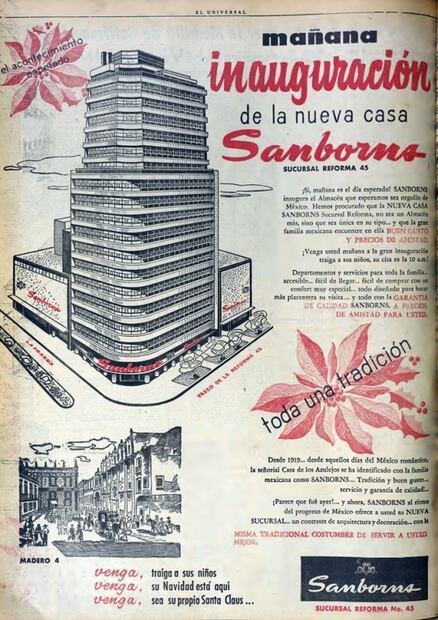 EL UNIVERSAL
el acontecimiento
esperado
mañana
inauguración
de la nueva casa
Sanborns
SUCURSAL REFORMA 45
¡Sí, mañana es el día esperado! SANBORNS
inaugura el Almacén que esperamos sea orgullo de
México. Hemos procurado que la NUEVA CASA
SANBORNS Sucursal Reforma, no sea un Almacén
más, sino que sea único en su tipo... y que la gran
familia mexicana encuentre en ella BUEN GUSTO
Y PRECIOS DE AMISTAD.
¡Venga usted mañana a la gran inauguración
traiga a sus niños, su cita es la 10 a.m!
Departamentos y servicios para toda la familia...
accesible... fácil de llegar... fácil de comprar con un
confort muy especial... todo diseñado para hacer
más placentera su visita... y todo con la GARANTIA
DE CALIDAD SANBORNS, A PRECIOS
DE AMISTAD PARA USTED.
Sanborns
Sanborns
Sanborns
LAFRAGUA
PASEO DE LA REFORMA 45
toda una tradición
Desde 1919... desde aquellos días del México romántico,
la señorial Casa de los Azulejos se ha identificado con la familia
mexicana como SANBORNS... Tradición y buen gusto...
servicio y garantía de calidad!...
¡Parece que fué ayer!... y ahora, SANBORNS al ritmo
del progreso de México ofrece a usted su NUEVA
SUCURSAL... un contraste de arquitectura y decoración... con la
MISMA TRADICIONAL COSTUMBRE DE SERVIR A USTED
MEJOR.
MADERO 4
venga, traiga a sus niños
venga, su Navidad está aquí
venga, sea su propio Santa Claus...
Sanborns
SUCURSAL REFORMA No. 45